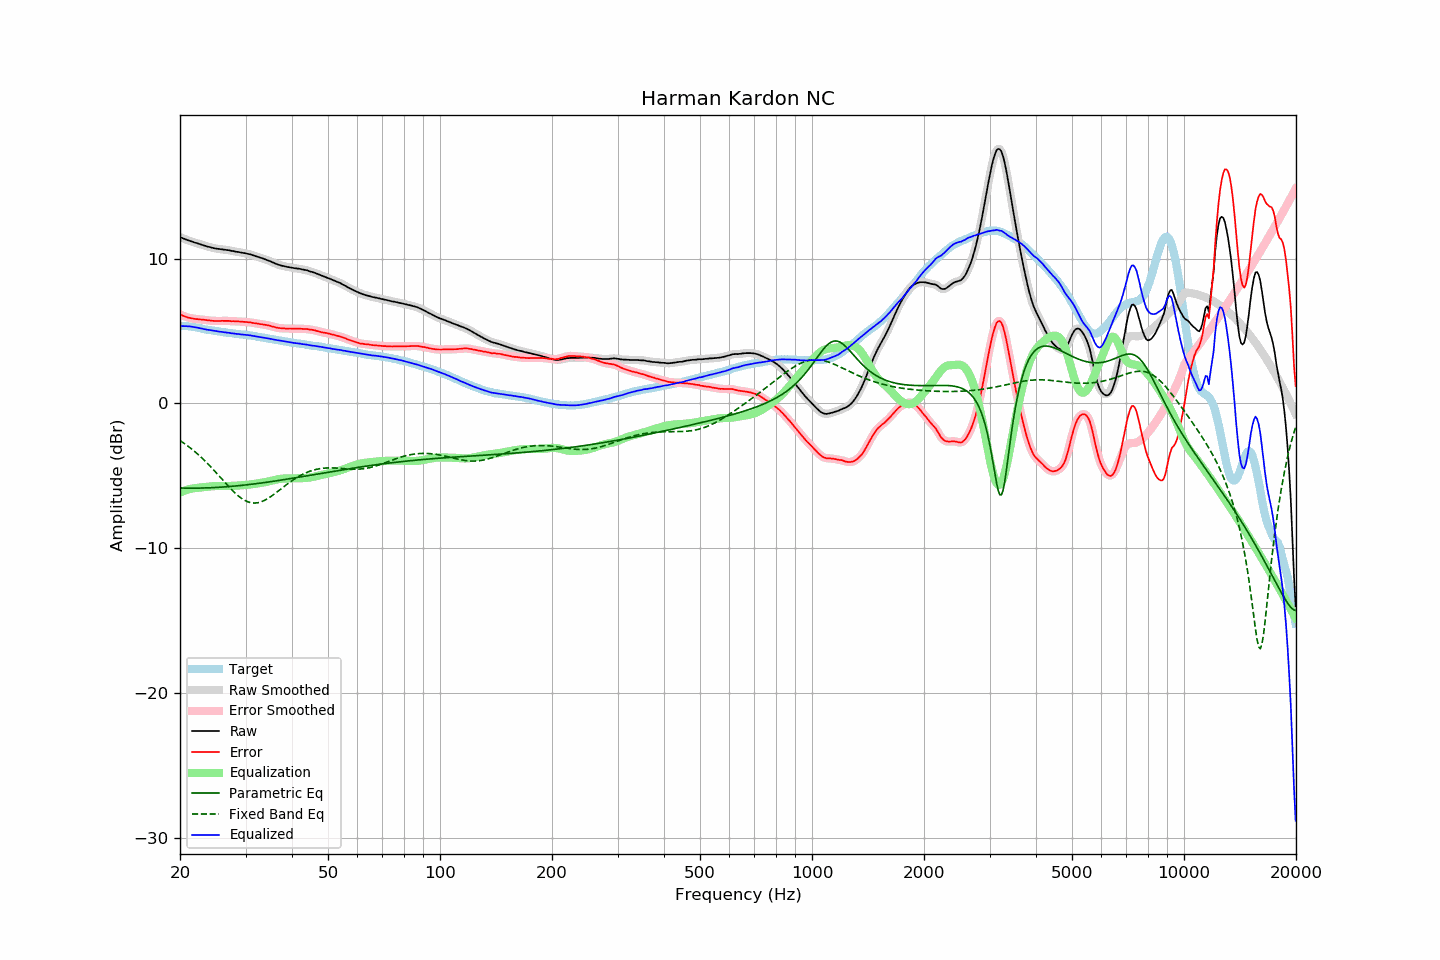 Harman Kardon NC
10
0
−10
−20
−30
Amplitude (dBr)
Target
Raw Smoothed
Error Smoothed
Raw
Error
Equalization
Parametric Eq
Fixed Band Eq
Equalized
20 50 100 200 500 1000 2000 5000 10000 20000
Frequency (Hz)